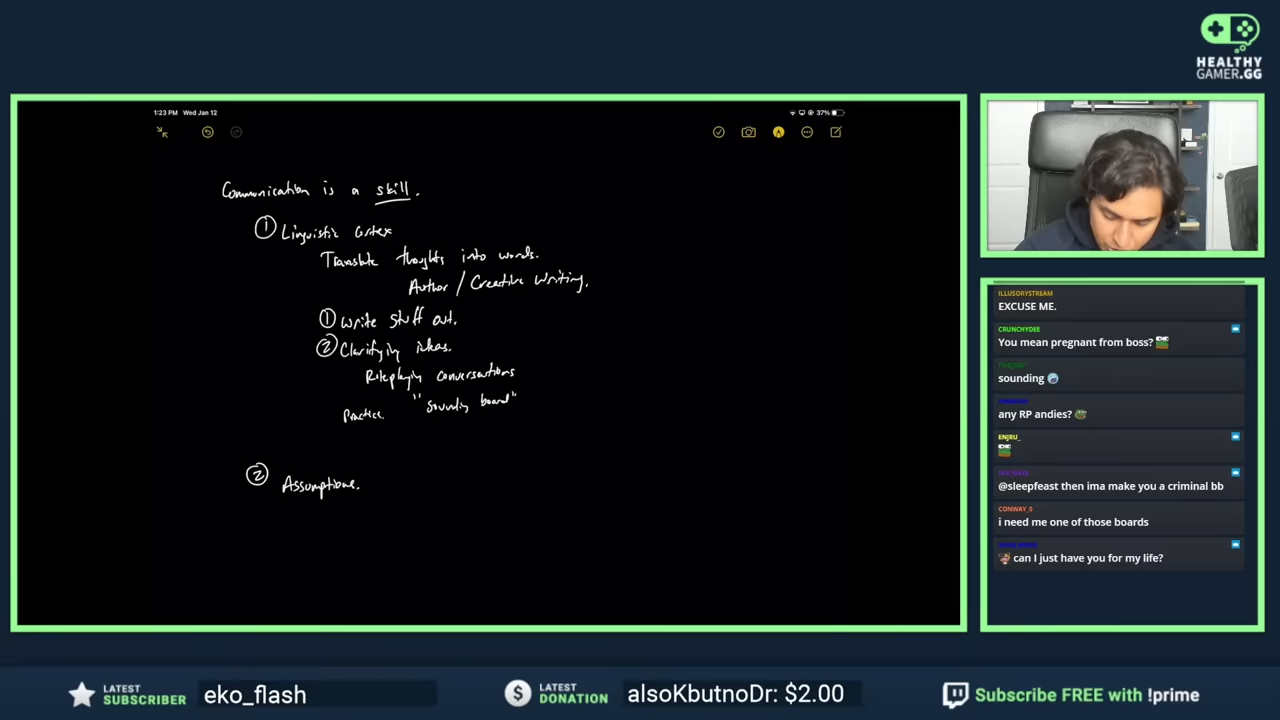 HEALTHY
GAMER.GG
1:23 PM Wed Jan 12
37%
Communication is a skill.
① Linguistic Cortex
Translate thoughts into words.
Author / Creative Writing.
① Write stuff out.
② Clarifying ideas.
Roleplaying conversations
Practice. "Sounding board"
② Assumptions.
ILLUSORYSTREAM
EXCUSE ME.
CRUNCHYDEE
You mean pregnant from boss?
sounding
any RP andies?
ENJRU_
@sleepfeast then ima make you a criminal bb
CONWAY_0
i need me one of those boards
can I just have you for my life?
LATEST SUBSCRIBER eko_flash
LATEST DONATION alsoKbutnoDr: $2.00
Subscribe FREE with !prime